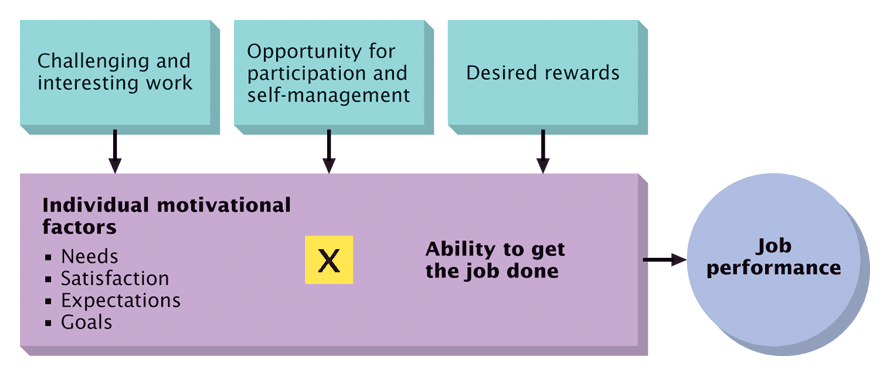 Challenging and
interesting work
Opportunity for
participation and
self-management
Desired rewards
Individual motivational
factors
▪ Needs
▪ Satisfaction
▪ Expectations
▪ Goals
X
Ability to get
the job done
Job
performance